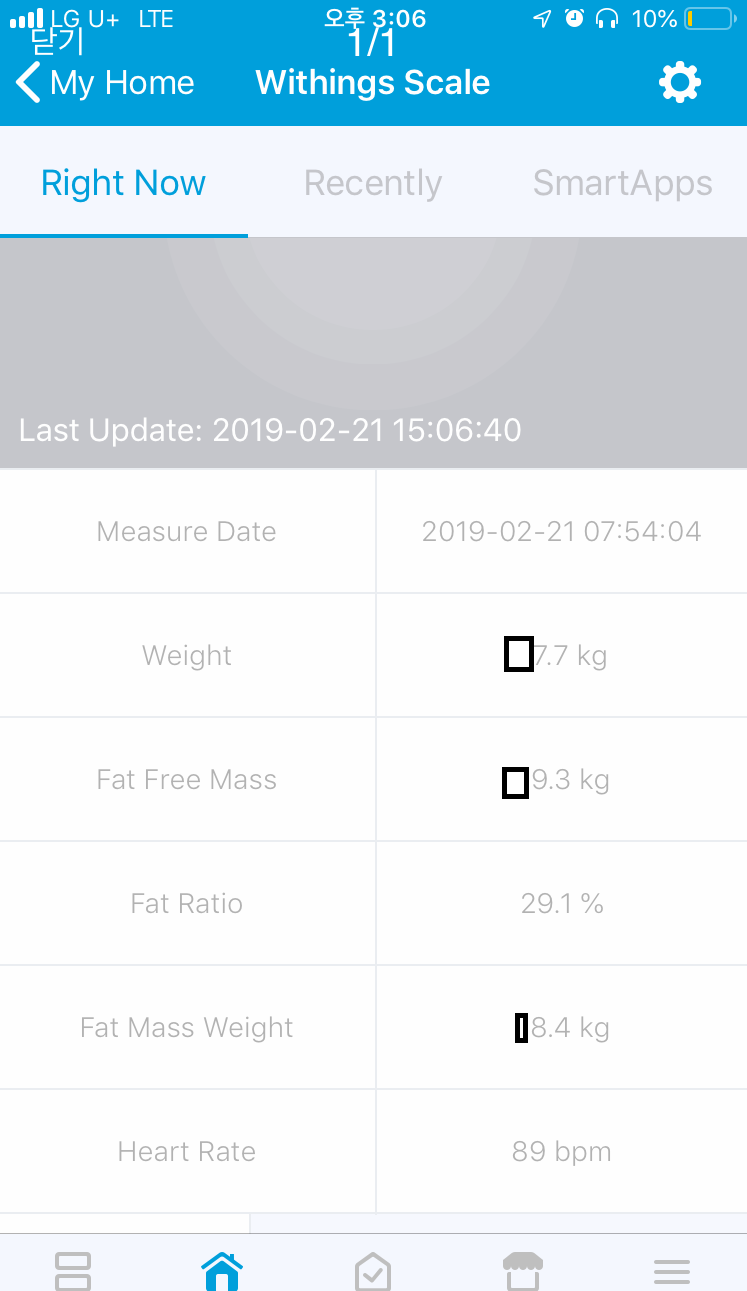 LG U+ LTE 오후 3:06 10%
닫기 1/1
My Home Withings Scale
Right Now Recently SmartApps
Last Update: 2019-02-21 15:06:40
Measure Date 2019-02-21 07:54:04
Weight 7.7 kg
Fat Free Mass 9.3 kg
Fat Ratio 29.1 %
Fat Mass Weight 8.4 kg
Heart Rate 89 bpm